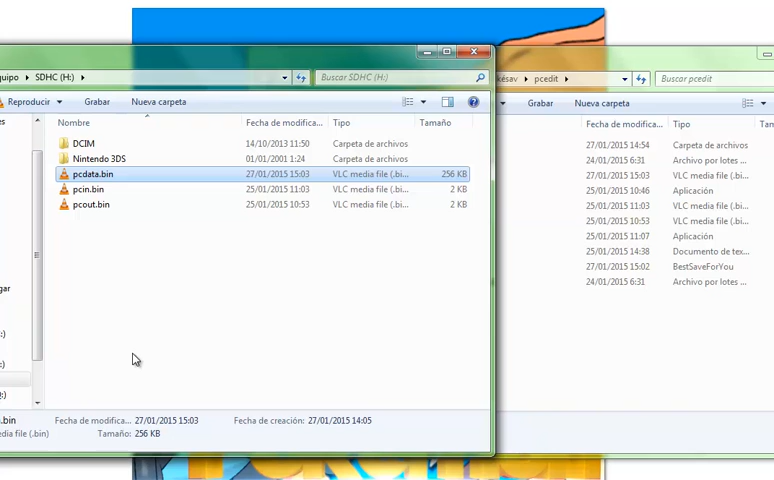 quipo ▸ SDHC (H:) ▸
Buscar SDHC (H:)
Reproducir
Grabar
Nueva carpeta
Nombre
Fecha de modifica...
Tipo
Tamaño
DCIM
14/10/2013 11:50
Carpeta de archivos
Nintendo 3DS
01/01/2001 1:24
Carpeta de archivos
pcdata.bin
27/01/2015 15:03
VLC media file (.bi...
256 KB
pcin.bin
25/01/2015 11:03
VLC media file (.bi...
2 KB
pcout.bin
25/01/2015 10:53
VLC media file (.bi...
2 KB
es
gar
:)
:)
:)
.bin
Fecha de modifica... 27/01/2015 15:03
Fecha de creación: 27/01/2015 14:05
edia file (.bin)
Tamaño: 256 KB
késav ▸ pcedit ▸
Buscar pcedit
Grabar
Nueva carpeta
Fecha de modifica...
Tipo
27/01/2015 14:54
Carpeta de archivos
24/01/2015 6:31
Archivo por lotes ...
27/01/2015 15:03
VLC media file (.bi...
25/01/2015 10:46
Aplicación
25/01/2015 11:03
VLC media file (.bi...
25/01/2015 10:53
VLC media file (.bi...
25/01/2015 11:07
Aplicación
25/01/2015 14:38
Documento de tex...
27/01/2015 15:02
BestSaveForYou
24/01/2015 6:31
Archivo por lotes ...